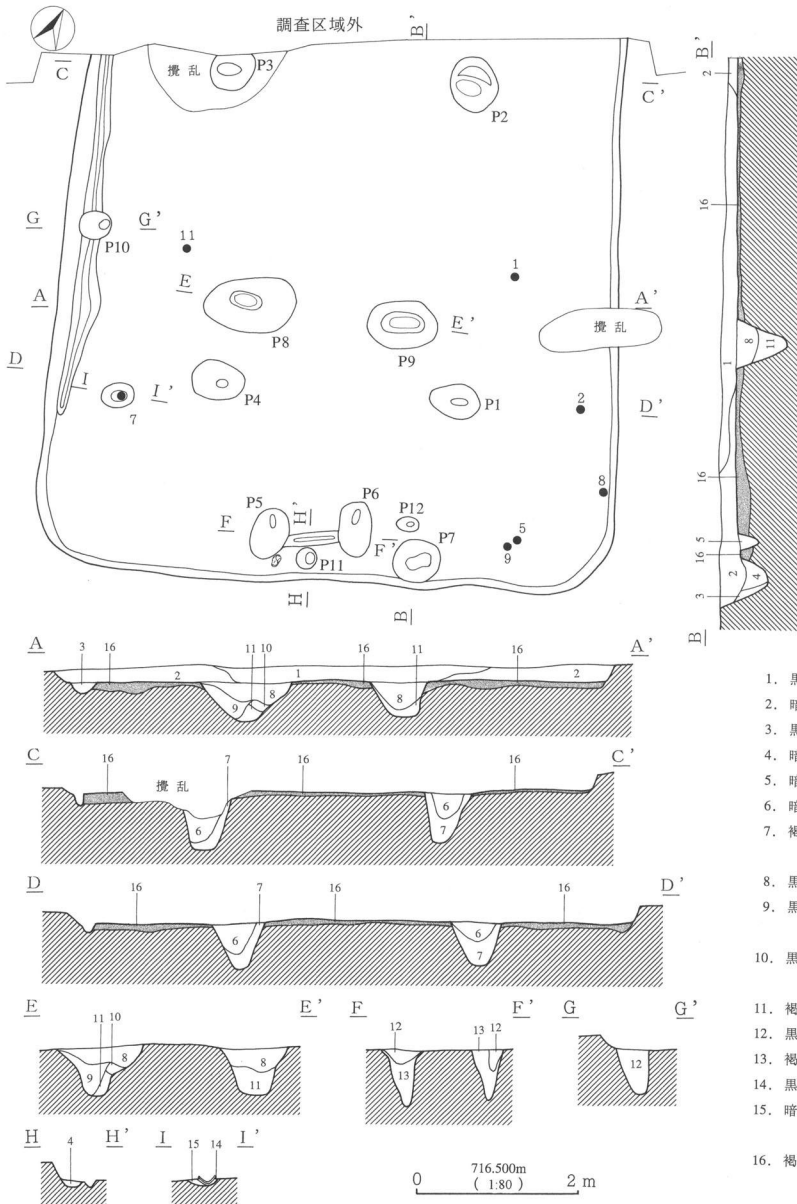 調査区域外
B'
C
攪乱
P3
P2
C'
G
G'
P10
11
1
E
A
P8
E'
P9
A'
攪乱
D
I
I'
7
P4
P1
2
D'
8
P5
H'
P6
P12
F
F'
P7
5
9
P11
H
B
B'
2
16
8
11
1
16
5
16
2
4
3
B
A
3
16
2
11
10
1
16
11
16
2
A'
9
8
8
C
16
攪乱
7
16
16
C'
6
6
7
D
16
7
16
16
D'
6
6
7
E
11
10
E'
9
8
8
11
F
12
13
12
F'
13
G
G'
12
H
4
H'
I
15
14
I'
716.500m
(1:80)
0
2m
1. 黒
2. 暗
3. 黒
4. 暗
5. 暗
6. 暗
7. 褐
8. 黒
9. 黒
10. 黒
11. 褐
12. 黒
13. 褐
14. 黒
15. 暗
16. 褐